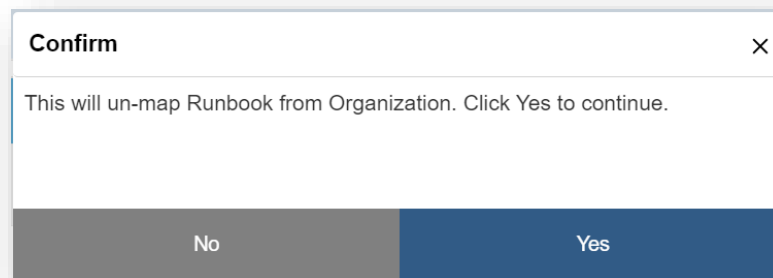 Confirm
This will un-map Runbook from Organization. Click Yes to continue.
No
Yes